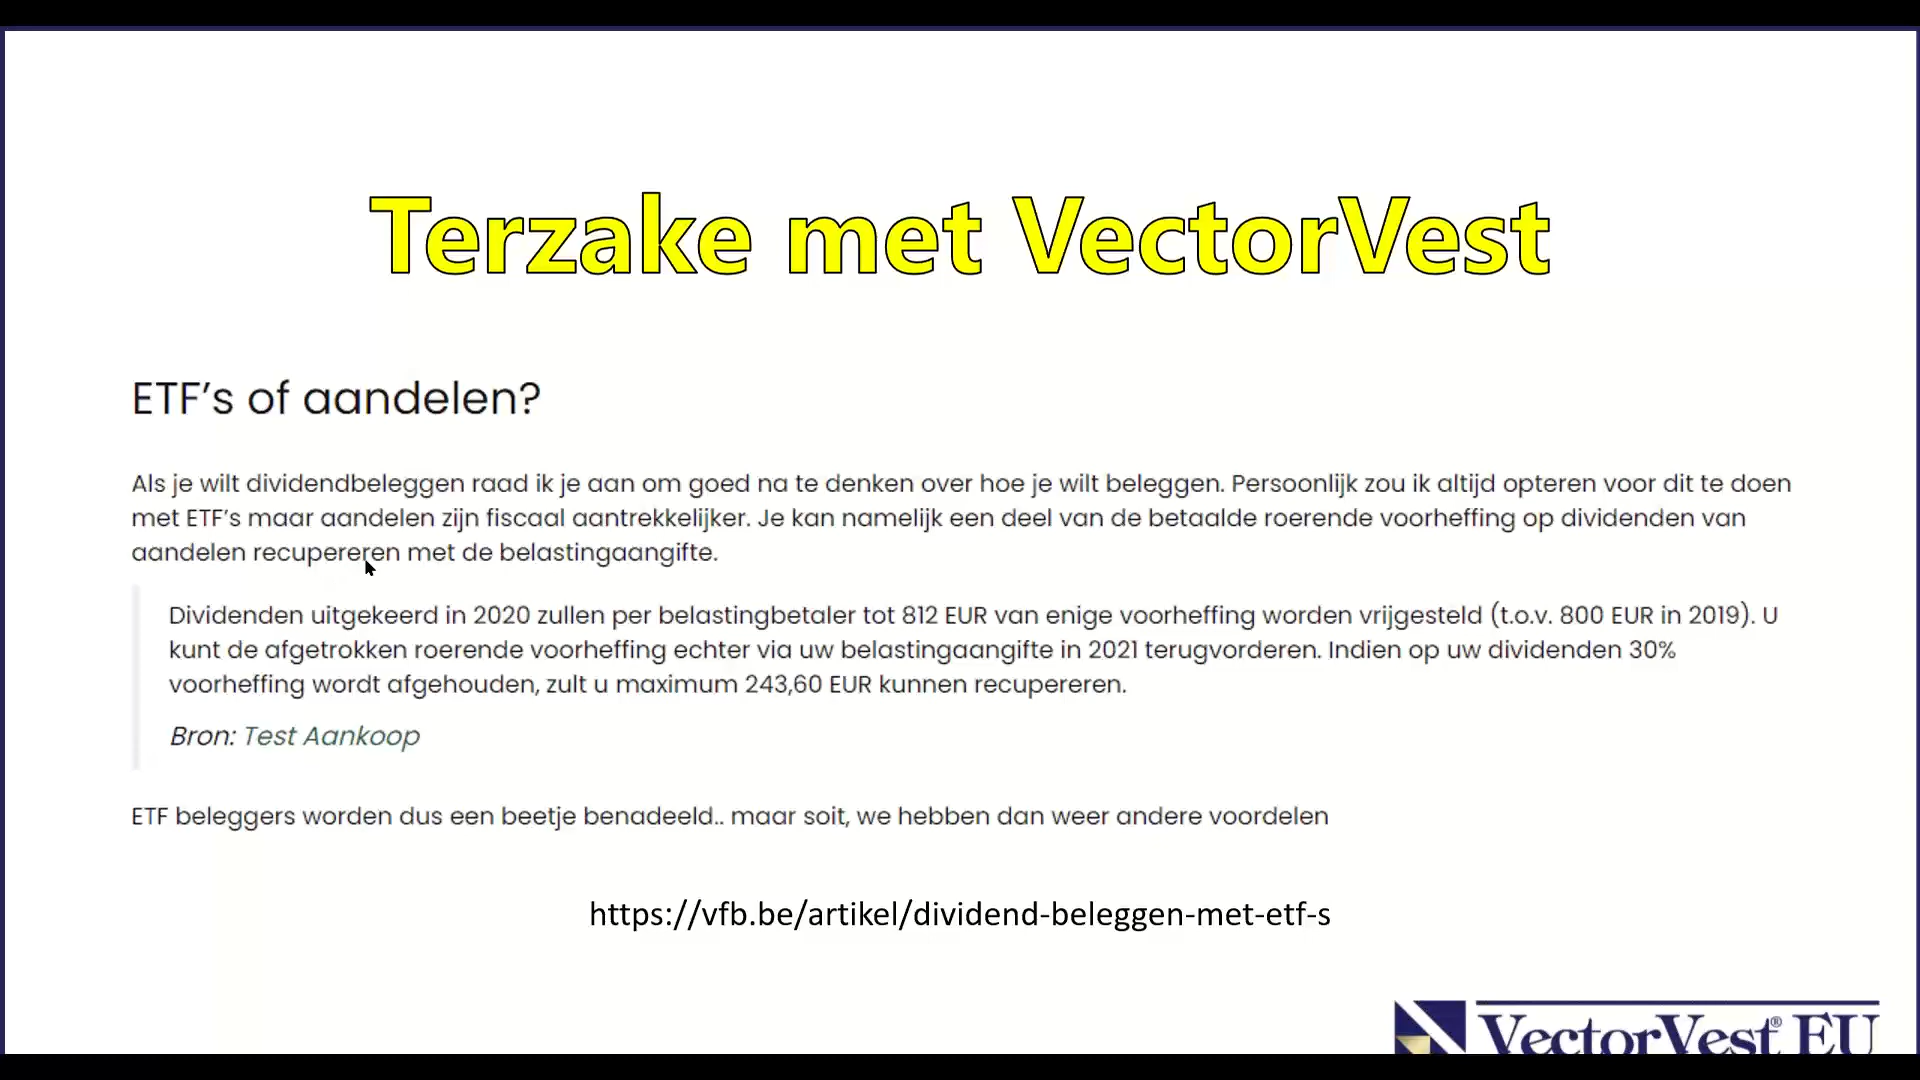 Terzake met VectorVest
ETF’s of aandelen?
Als je wilt dividendbeleggen raad ik je aan om goed na te denken over hoe je wilt beleggen. Persoonlijk zou ik altijd opteren voor dit te doen
met ETF’s maar aandelen zijn fiscaal aantrekkelijker. Je kan namelijk een deel van de betaalde roerende voorheffing op dividenden van
aandelen recupereren met de belastingaangifte.
Dividenden uitgekeerd in 2020 zullen per belastingbetaler tot 812 EUR van enige voorheffing worden vrijgesteld (t.o.v. 800 EUR in 2019). U
kunt de afgetrokken roerende voorheffing echter via uw belastingaangifte in 2021 terugvorderen. Indien op uw dividenden 30%
voorheffing wordt afgehouden, zult u maximum 243,60 EUR kunnen recupereren.
Bron: Test Aankoop
ETF beleggers worden dus een beetje benadeeld.. maar soit, we hebben dan weer andere voordelen
https://vfb.be/artikel/dividend-beleggen-met-etf-s
VectorVest® EU